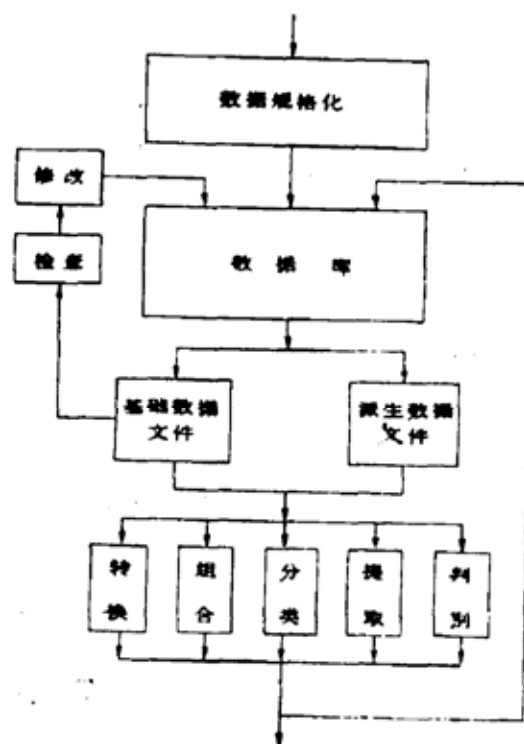 数据规格化
修改
数据库
检查
基础数据
文件
派生数据
文件
转换
组合
分类
提取
判别